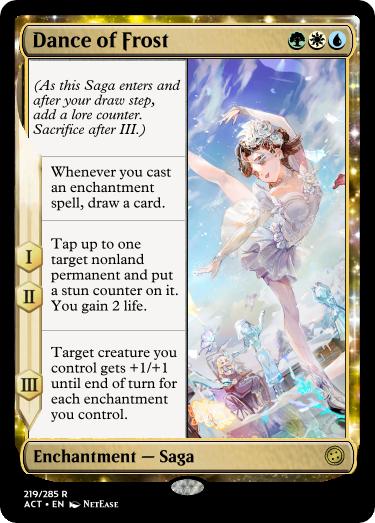 Dance of Frost
(As this Saga enters and
after your draw step,
add a lore counter.
Sacrifice after III.)
Whenever you cast
an enchantment
spell, draw a card.
I
II
Tap up to one
target nonland
permanent and put
a stun counter on it.
You gain 2 life.
III
Target creature you
control gets +1/+1
until end of turn for
each enchantment
you control.
Enchantment — Saga
219/285 R
ACT • EN NetEase